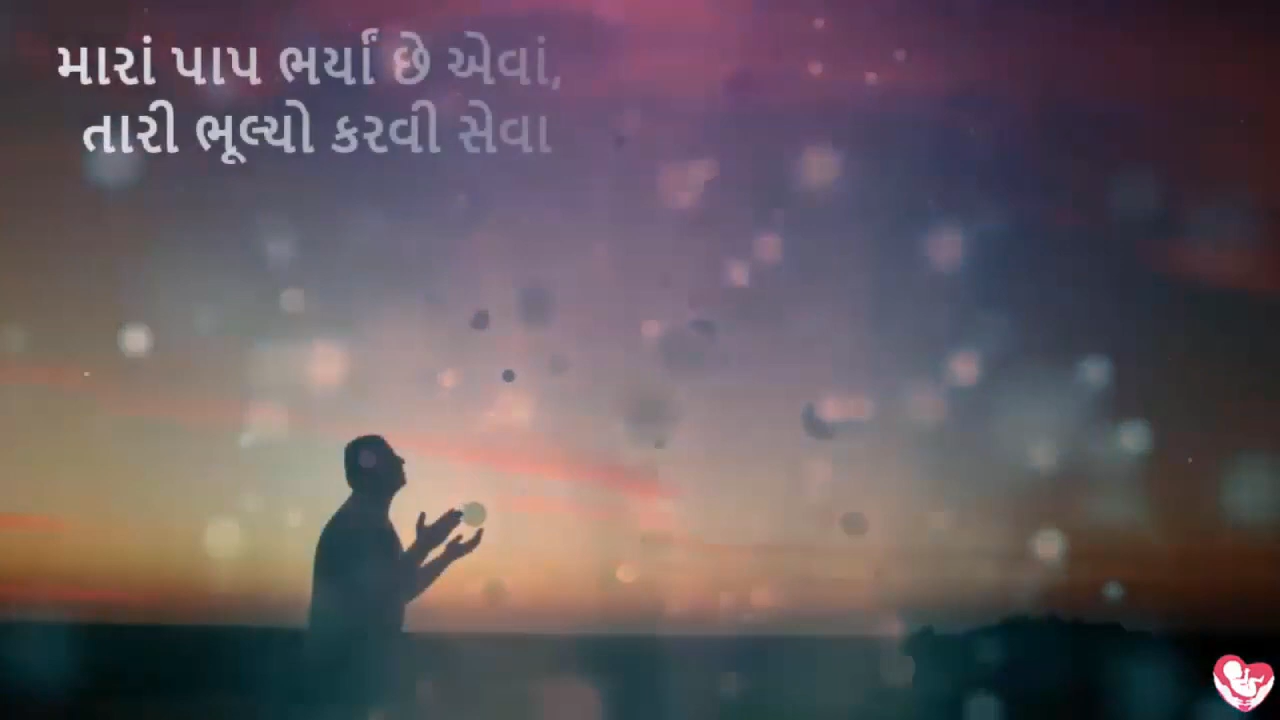 મારાં પાપ ભર્યાં છે એવાં,
તારી ભૂલ્યો કરવી સેવા